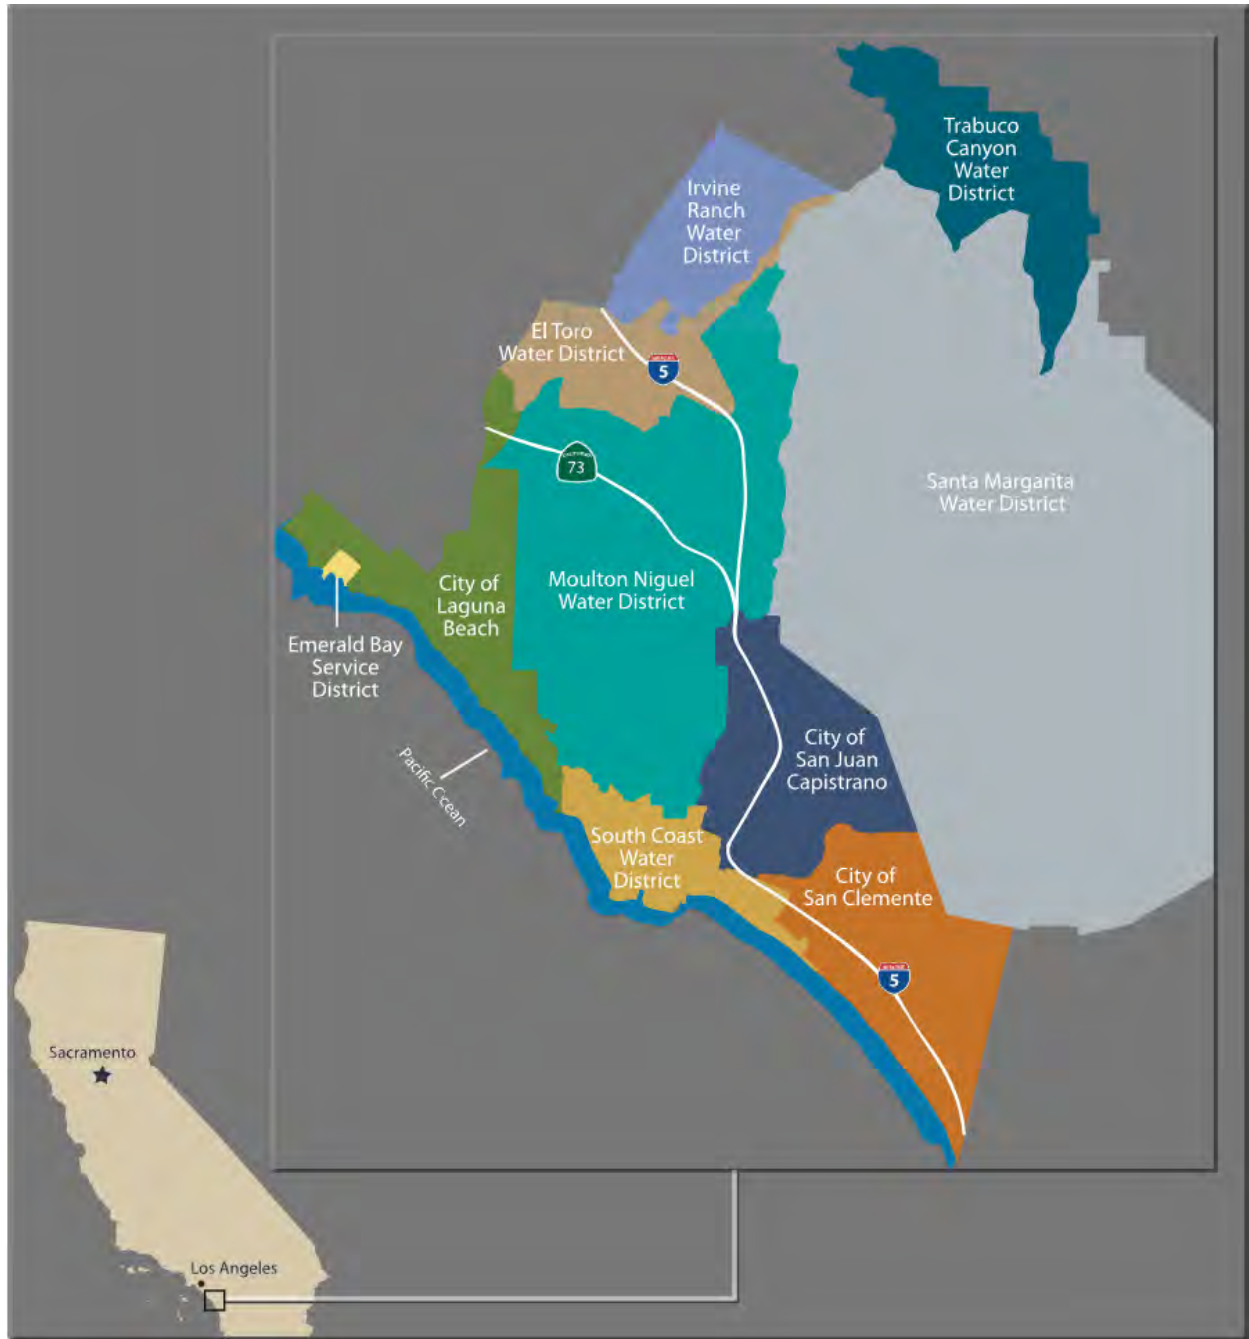 Trabuco
Canyon
Water
District
Irvine
Ranch
Water
District
El Toro
Water District
5
73
Santa Margarita
Water District
City of
Laguna
Beach
Moulton Niguel
Water District
Emerald Bay
Service
District
Pacific Ocean
City of
San Juan
Capistrano
South Coast
Water
District
City of
San Clemente
5
Sacramento
Los Angeles